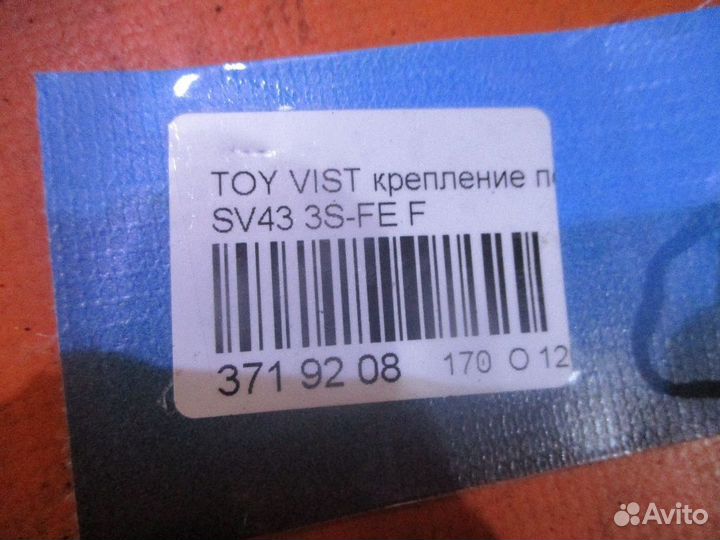 TOY VIST крепление
SV43 3S-FE F
371 92 08 170 O 12
Avito